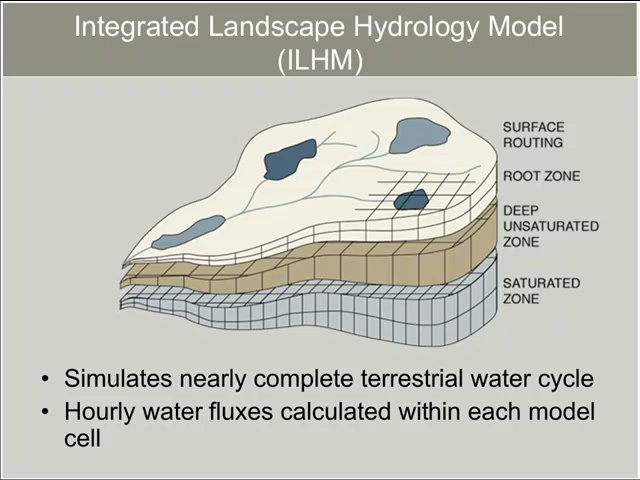 Integrated Landscape Hydrology Model
(ILHM)
SURFACE
ROUTING
ROOT ZONE
DEEP
UNSATURATED
ZONE
SATURATED
ZONE
• Simulates nearly complete terrestrial water cycle
• Hourly water fluxes calculated within each model
cell